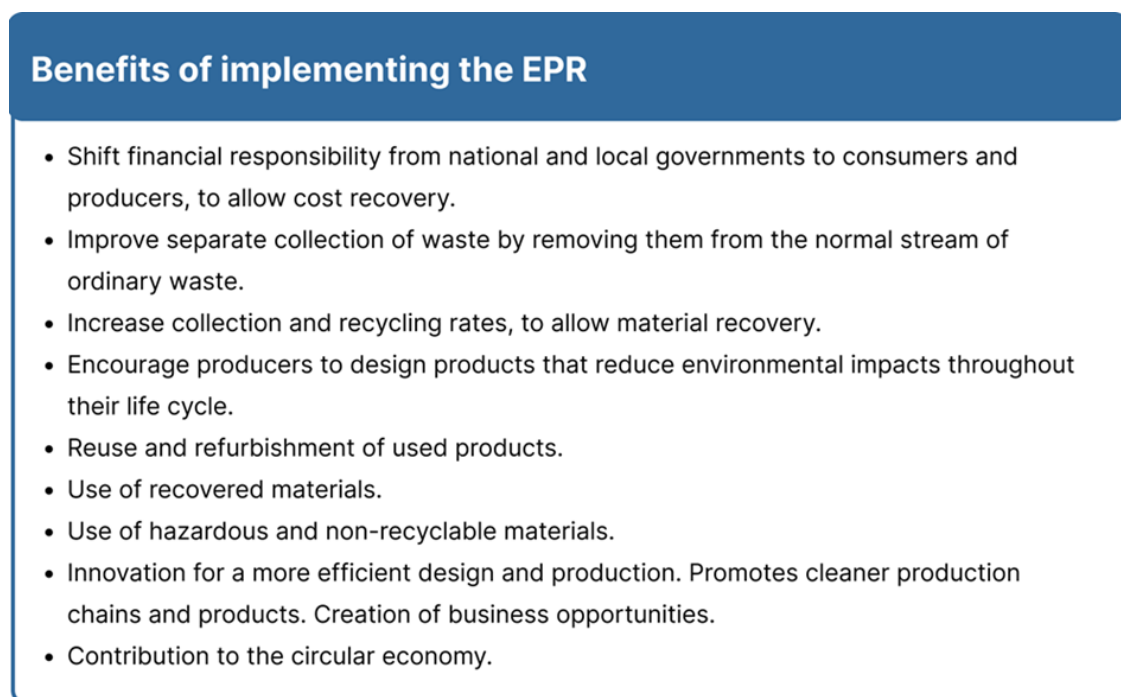 Benefits of implementing the EPR
• Shift financial responsibility from national and local governments to consumers and
producers, to allow cost recovery.
• Improve separate collection of waste by removing them from the normal stream of
ordinary waste.
• Increase collection and recycling rates, to allow material recovery.
• Encourage producers to design products that reduce environmental impacts throughout
their life cycle.
• Reuse and refurbishment of used products.
• Use of recovered materials.
• Use of hazardous and non-recyclable materials.
• Innovation for a more efficient design and production. Promotes cleaner production
chains and products. Creation of business opportunities.
• Contribution to the circular economy.